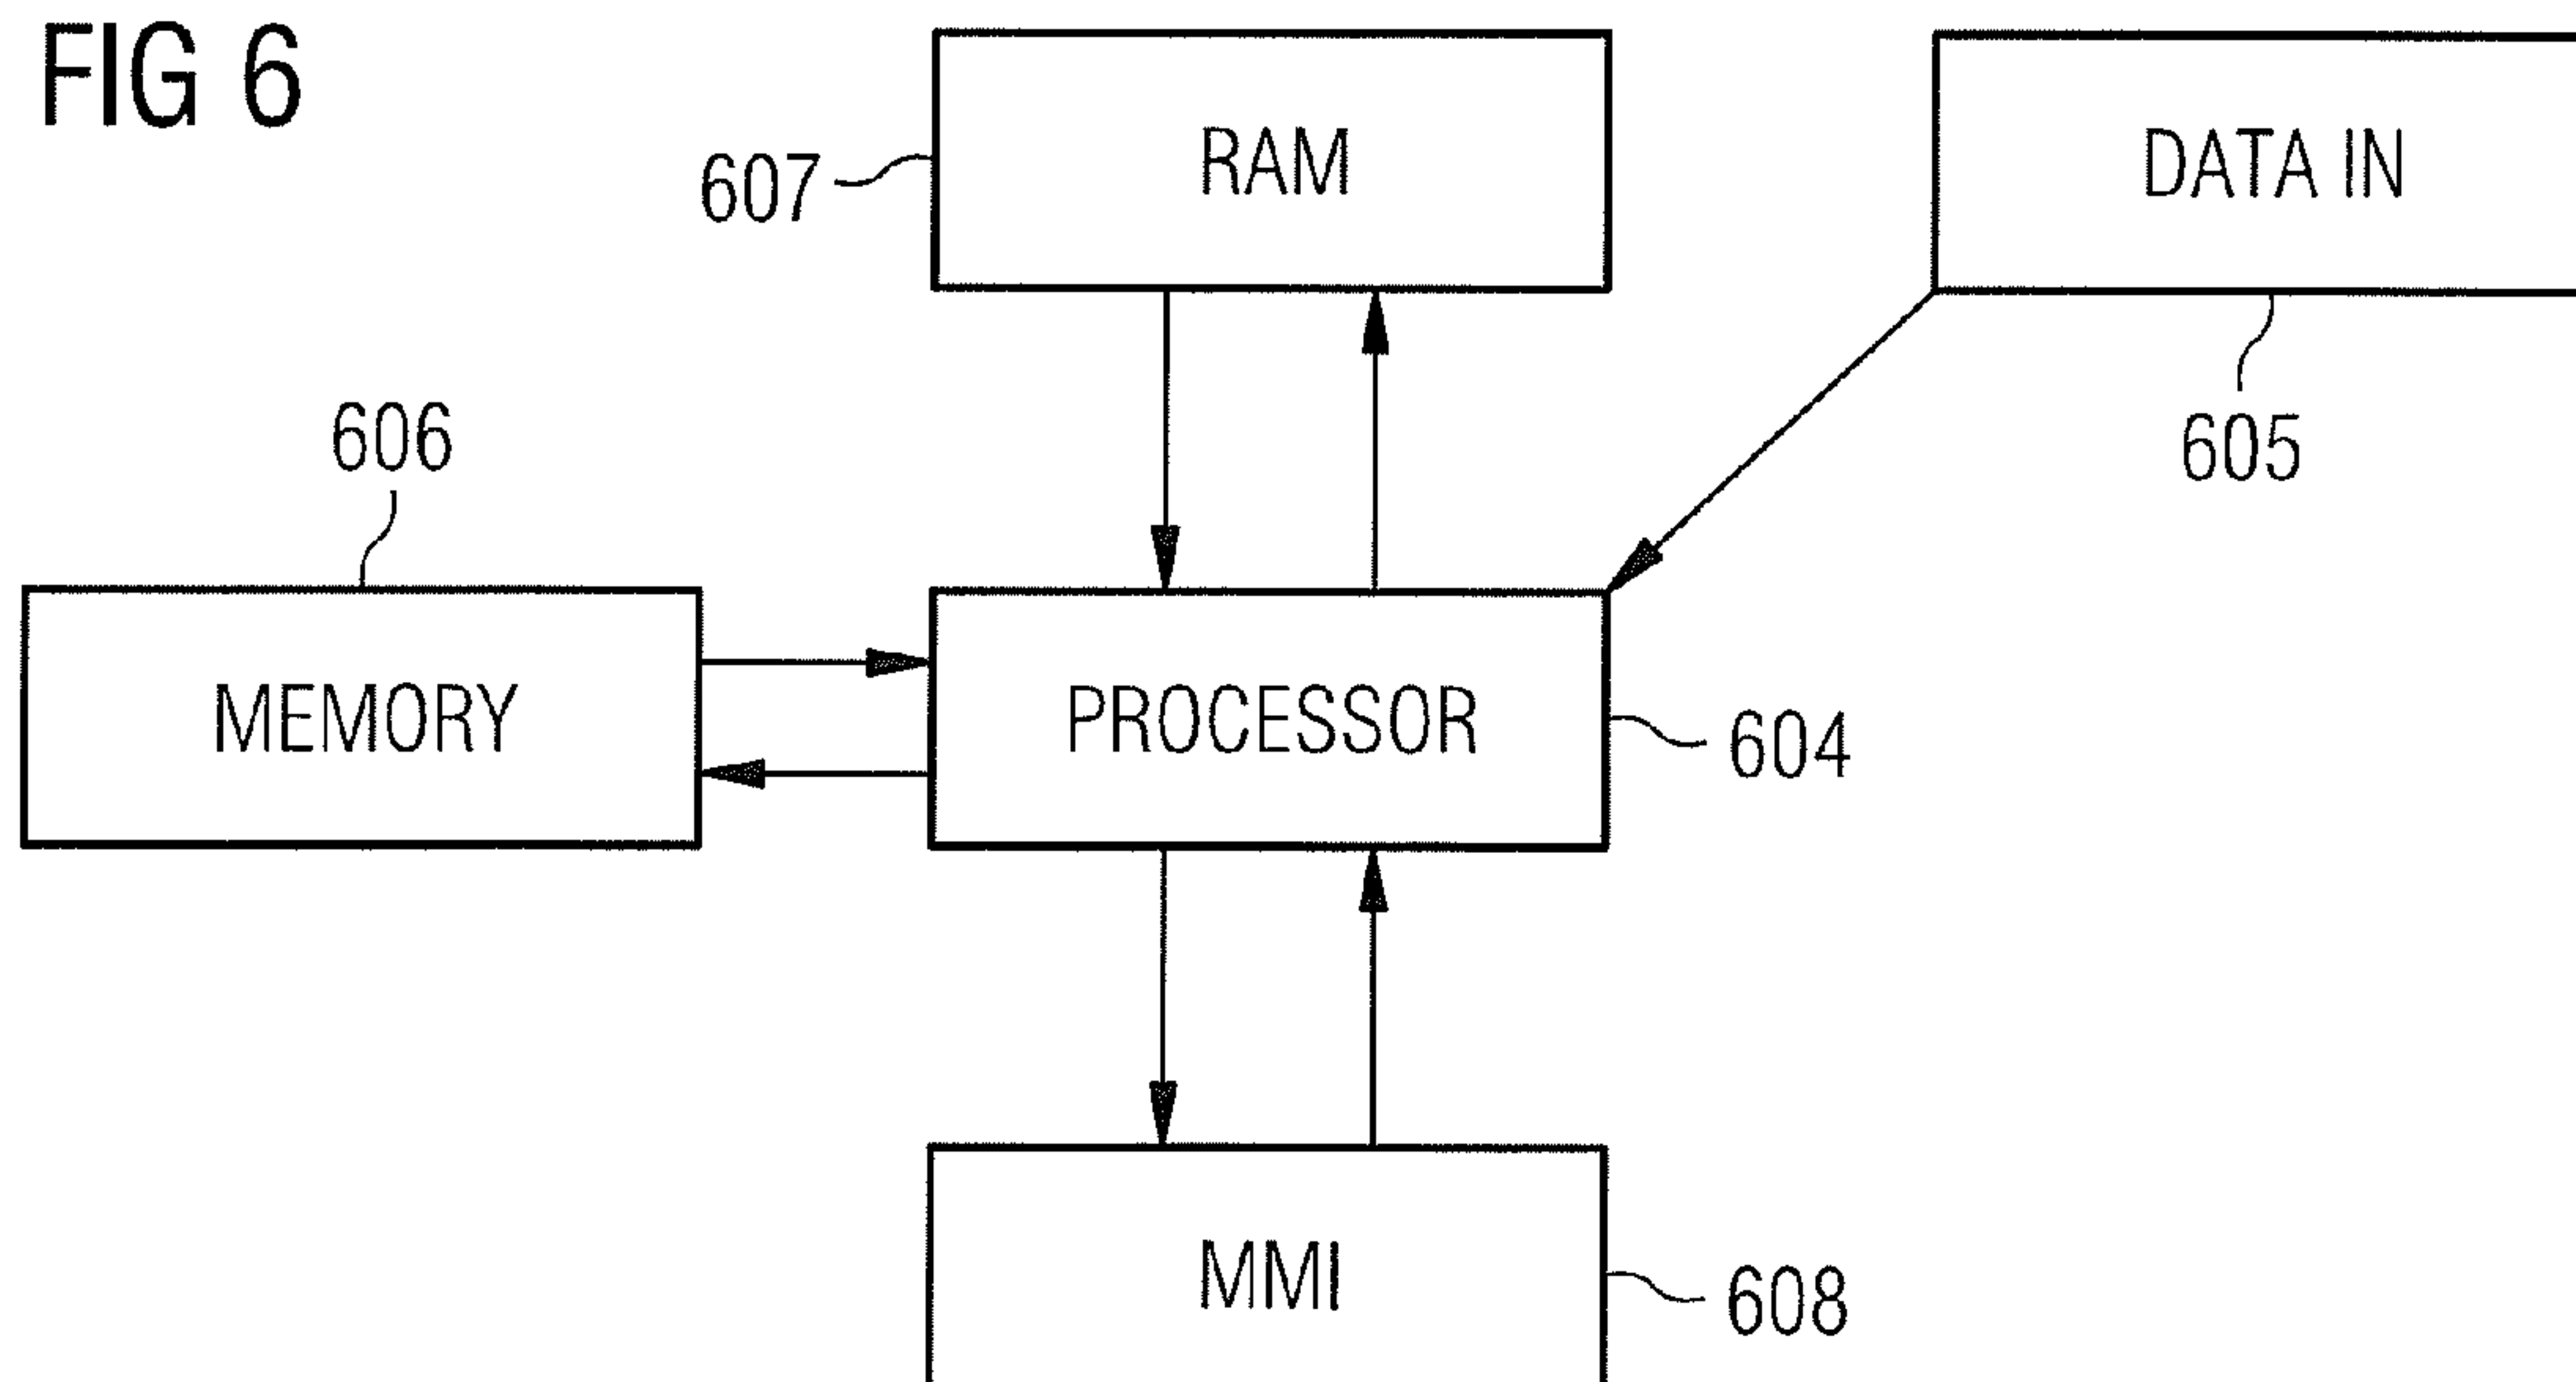 FIG 6
RAM
DATA IN
607
605
606
MEMORY
PROCESSOR
604
MMI
608